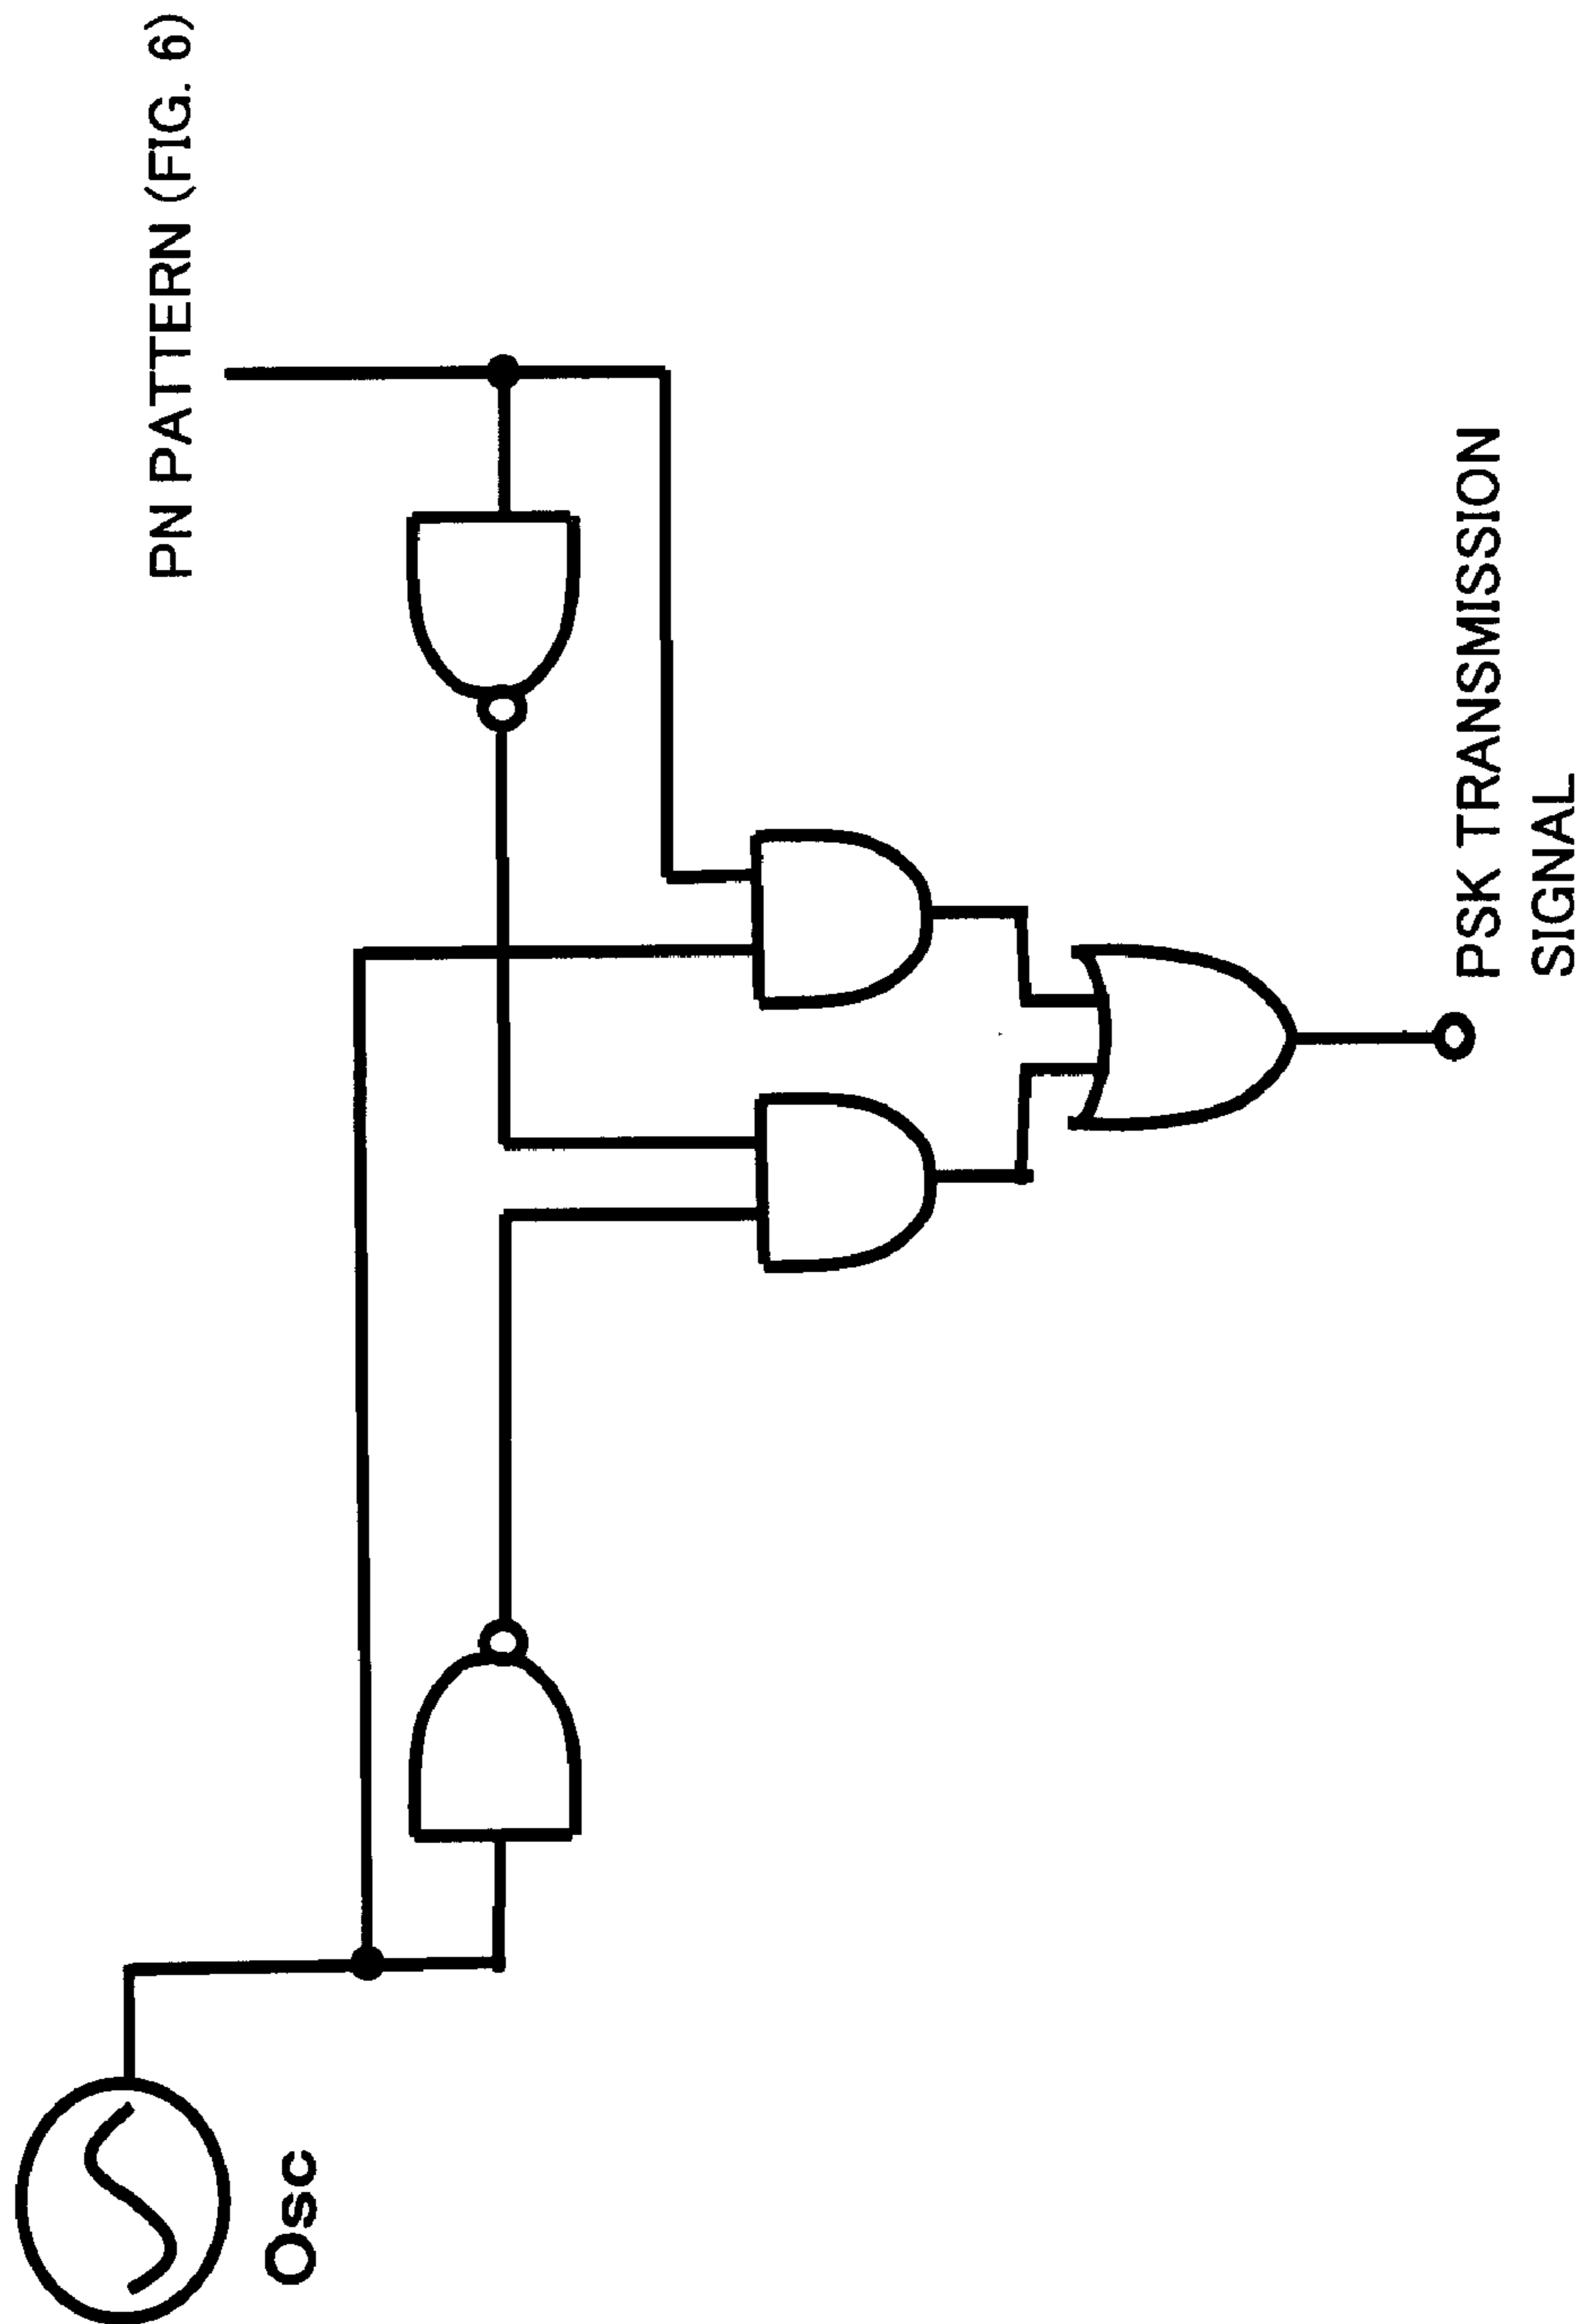 PN PATTERN (FIG. 6)
Osc
PSK TRANSMISSION
SIGNAL